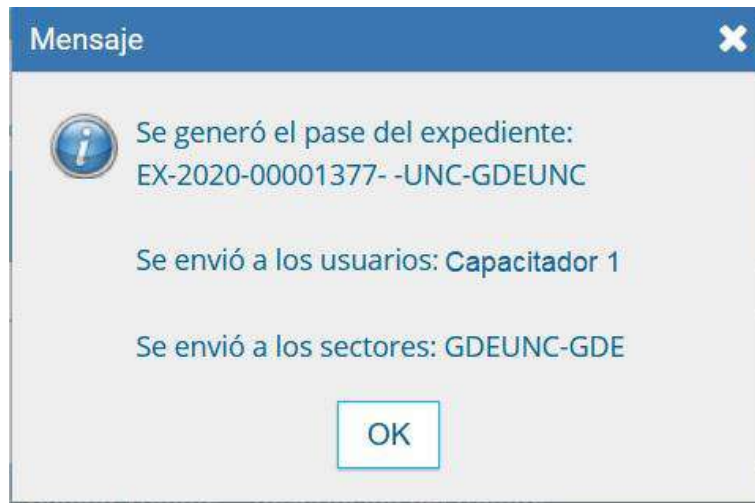 Mensaje
Se generó el pase del expediente:
EX-2020-00001377- -UNC-GDEUNC
Se envió a los usuarios: Capacitador 1
Se envió a los sectores: GDEUNC-GDE
OK